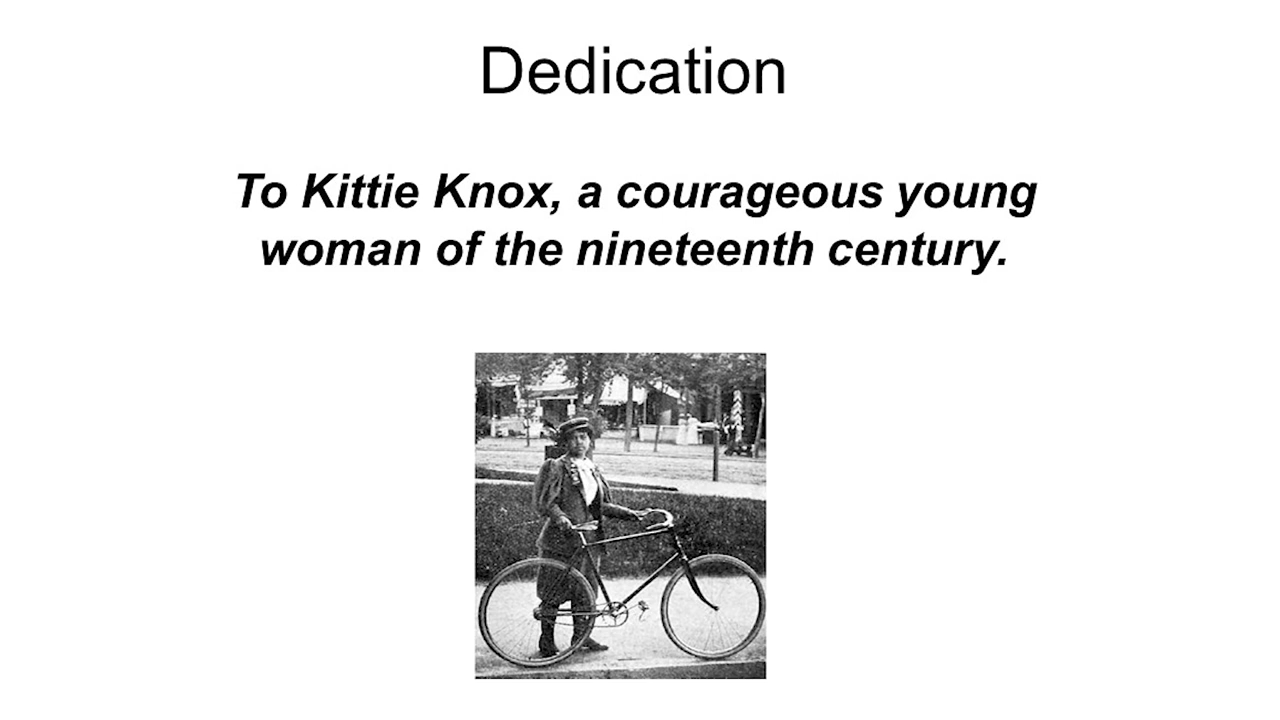 Dedication
To Kittie Knox, a courageous young
woman of the nineteenth century.